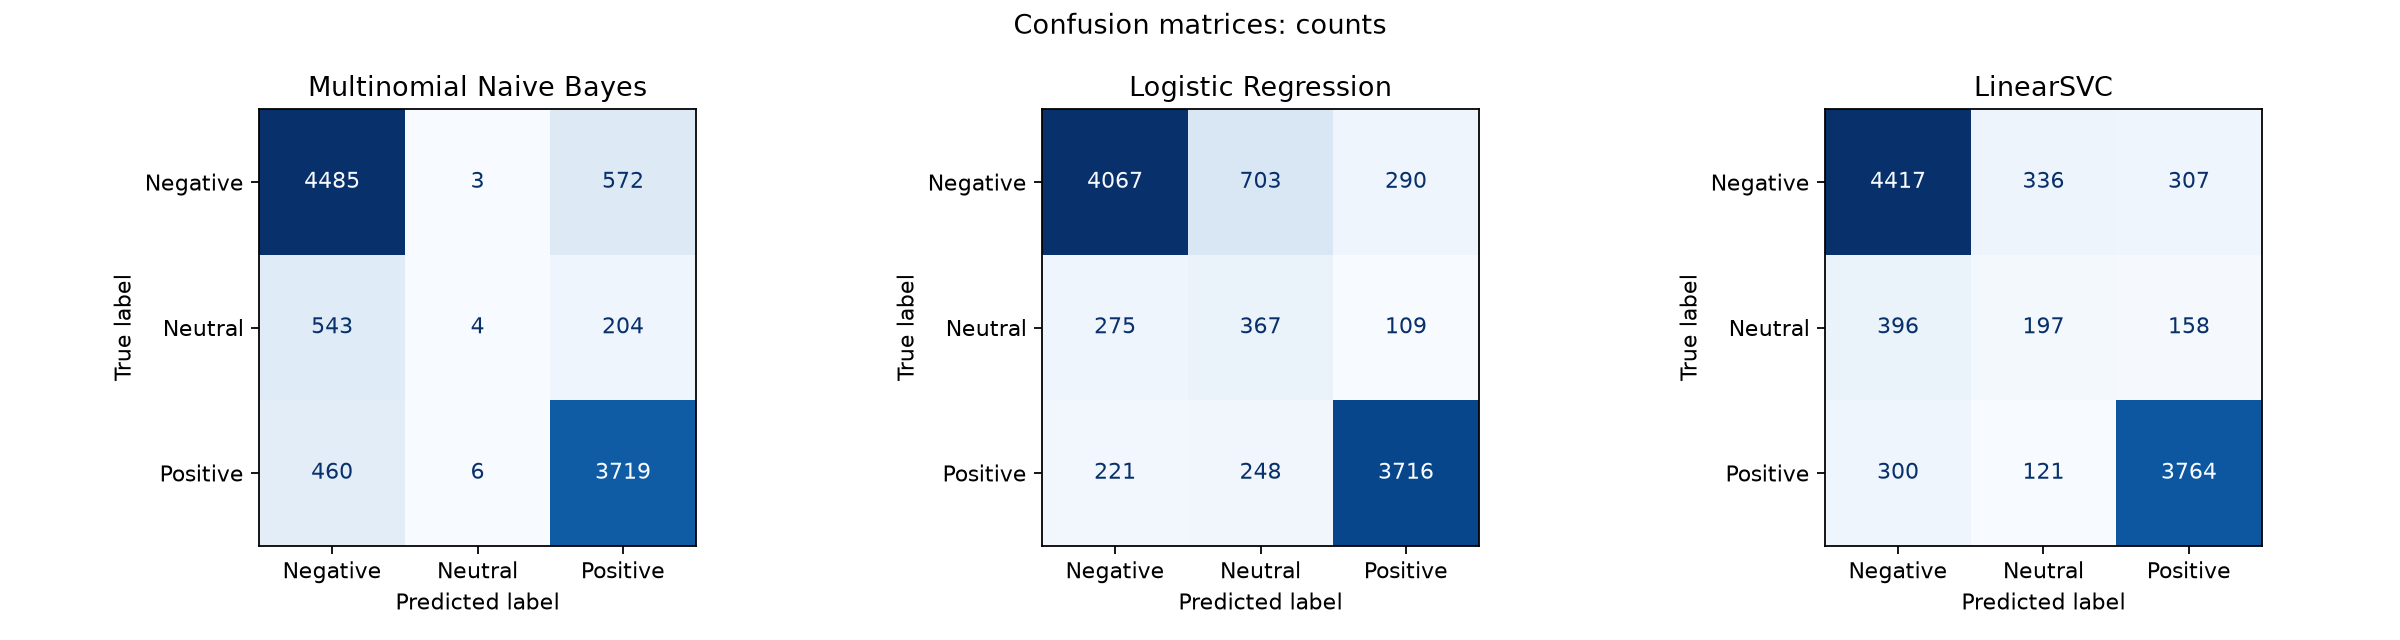 Confusion matrices: counts
Multinomial Naive Bayes
True label
Negative 4485 3 572
Neutral 543 4 204
Positive 460 6 3719
Negative Neutral Positive
Predicted label
Logistic Regression
True label
Negative 4067 703 290
Neutral 275 367 109
Positive 221 248 3716
Negative Neutral Positive
Predicted label
LinearSVC
True label
Negative 4417 336 307
Neutral 396 197 158
Positive 300 121 3764
Negative Neutral Positive
Predicted label